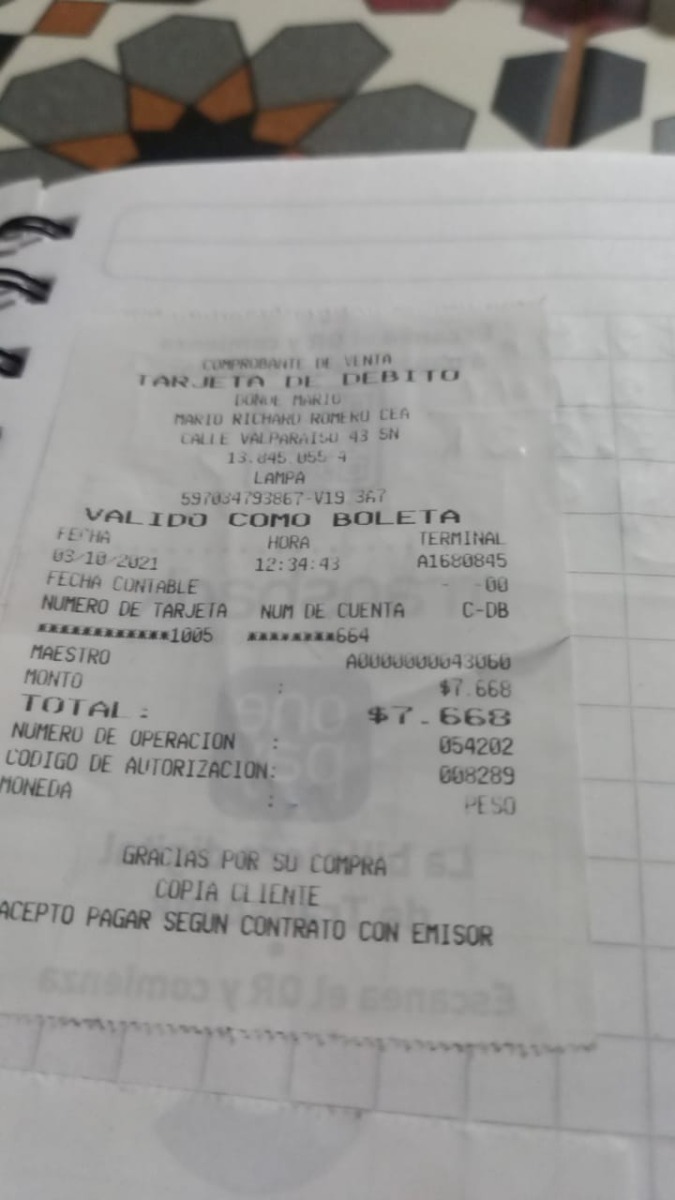 COMPROBANTE DE VENTA
TARJETA DE DEBITO
DONDE MARIO
MARIO RICHARD ROMERO CEA
CALLE VALPARAISO 43 SN
13.845.055 4
LAMPA
597034793867-V19 3A7
VALIDO COMO BOLETA
FECHA HORA TERMINAL
03/10/2021 12:34:43 A1680845
FECHA CONTABLE - -00
NUMERO DE TARJETA NUM DE CUENTA C-DB
************1005 ********664
MAESTRO A0000000043060
MONTO : $7.668
TOTAL: $7.668
NUMERO DE OPERACION : 054202
CODIGO DE AUTORIZACION: 008289
MONEDA : PESO
GRACIAS POR SU COMPRA
COPIA CLIENTE
ACEPTO PAGAR SEGUN CONTRATO CON EMISOR